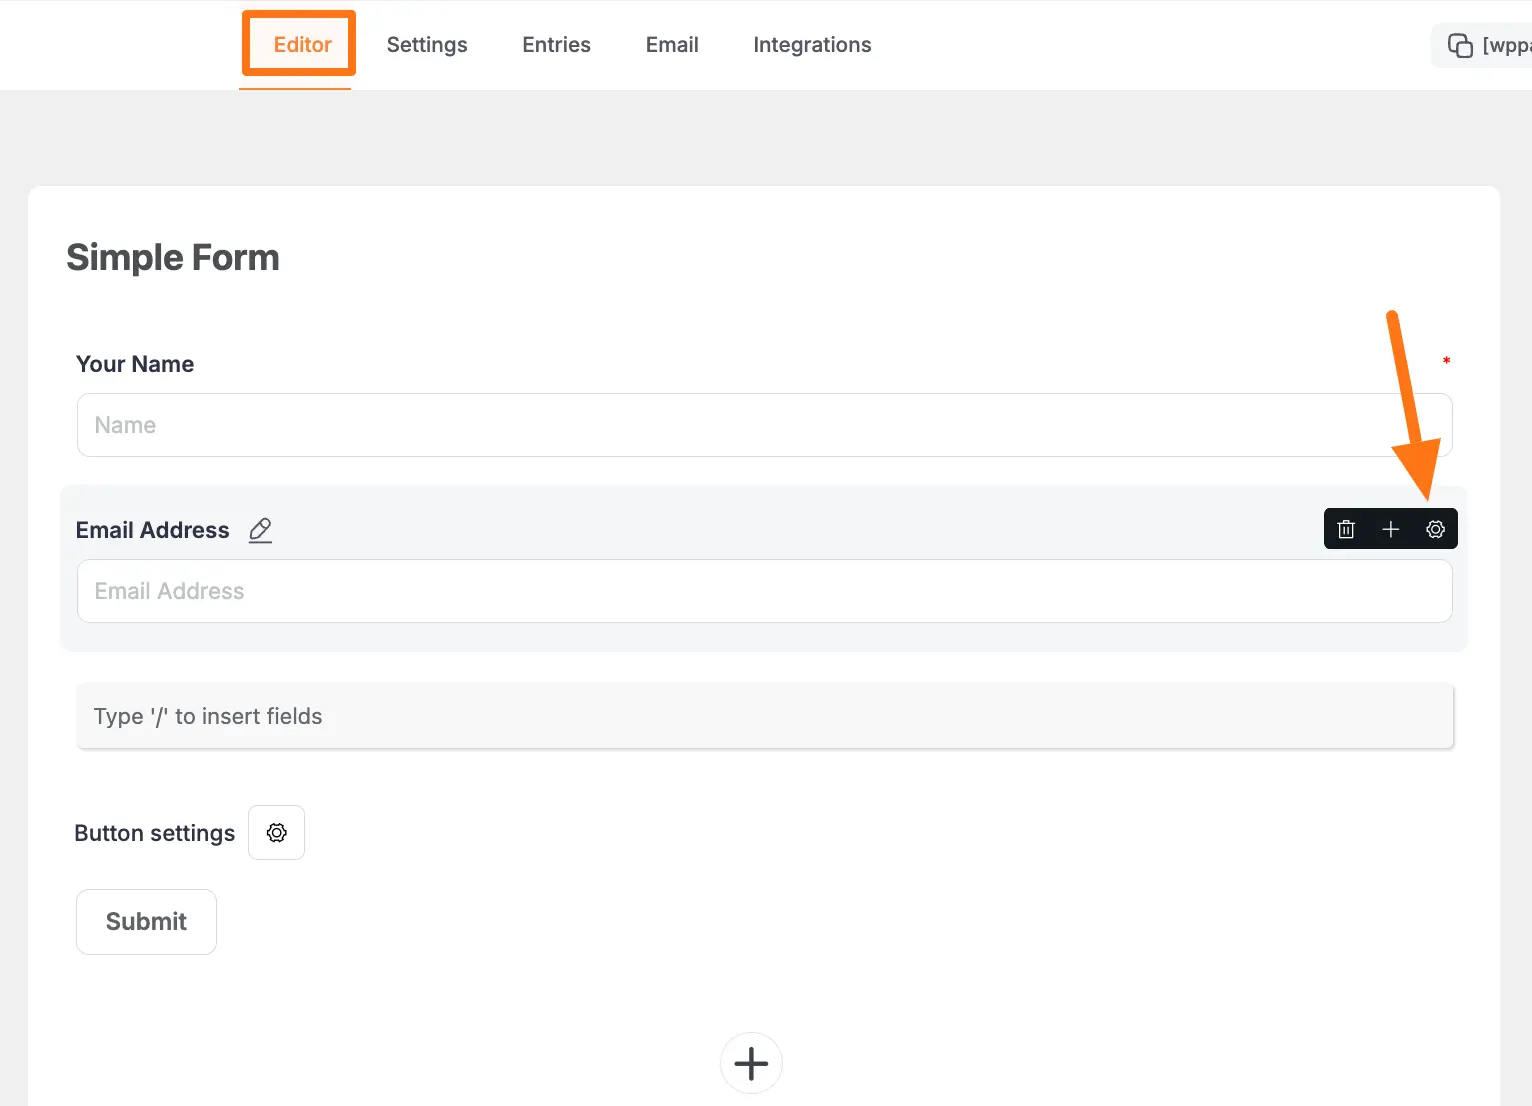 Editor Settings Entries Email Integrations [wppa
Simple Form
Your Name *
Name
Email Address
Email Address
Type '/' to insert fields
Button settings
Submit